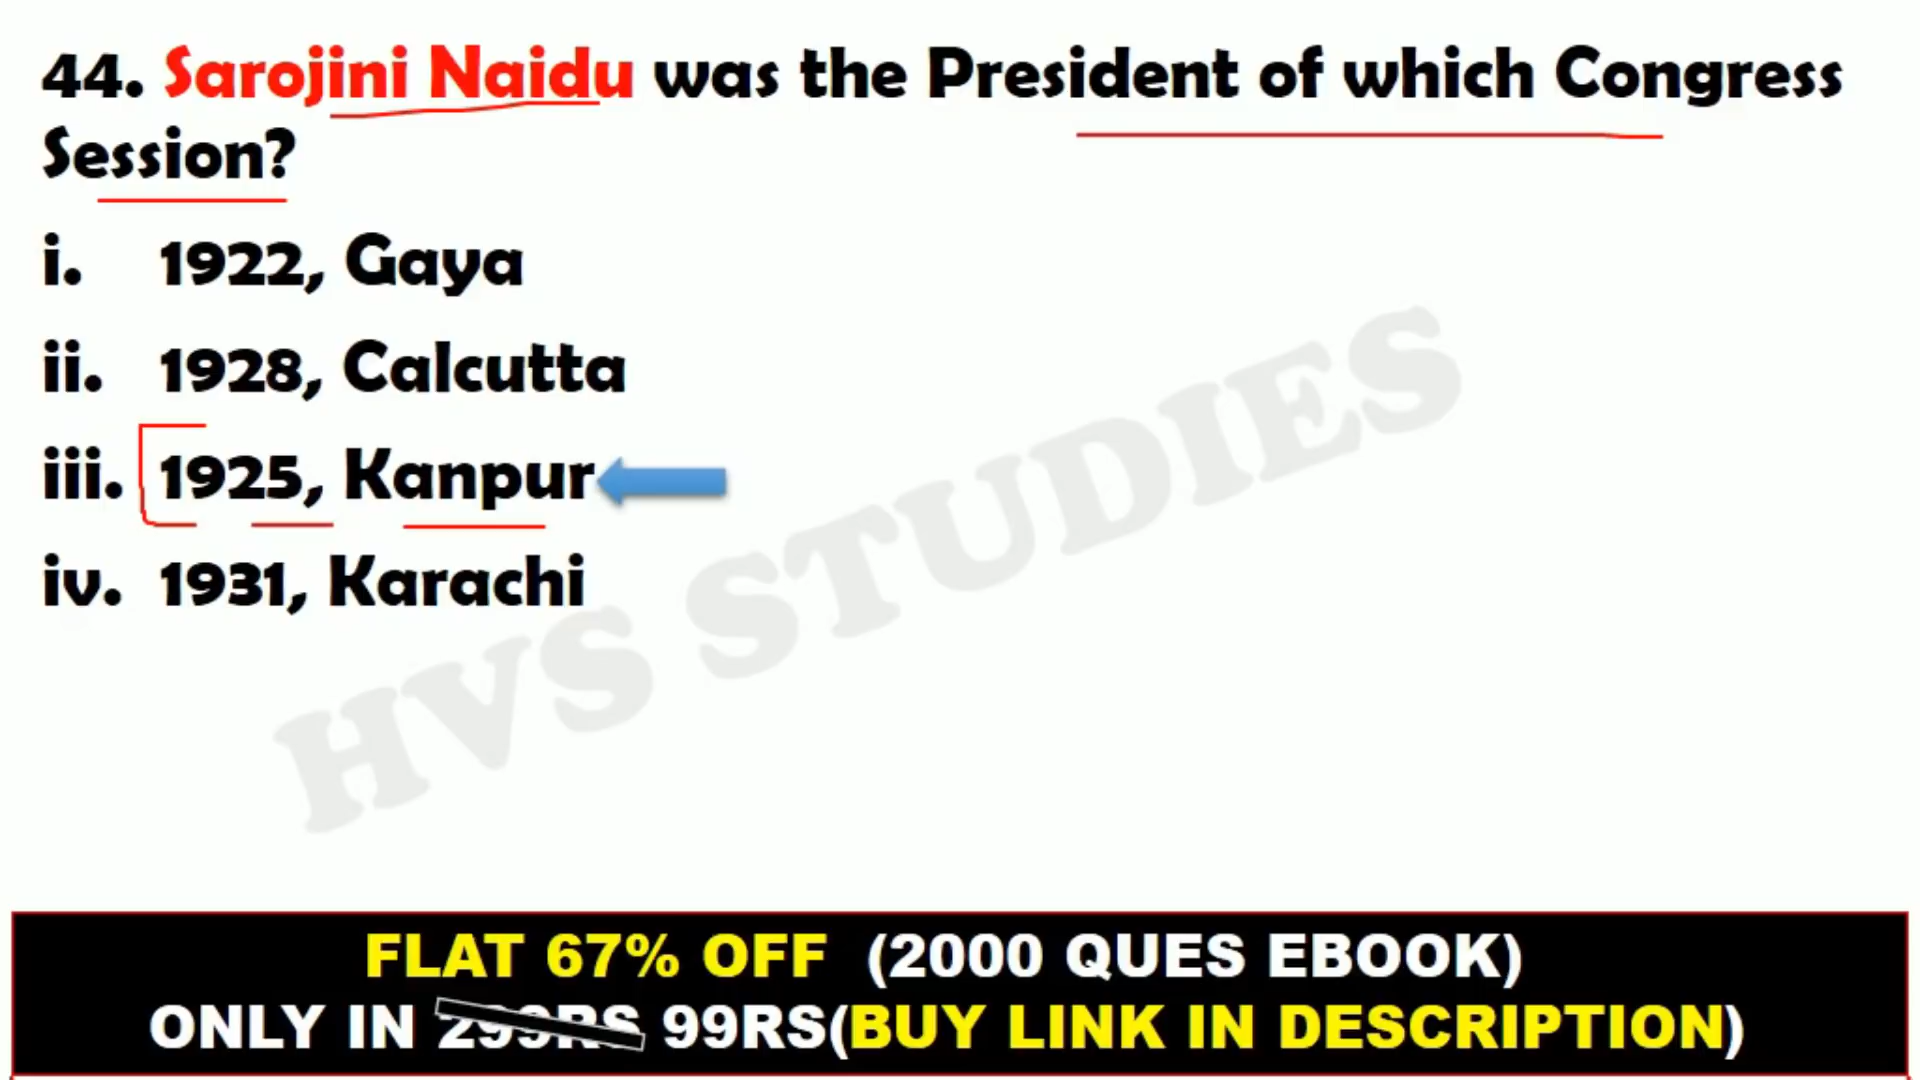 44. Sarojini Naidu was the President of which Congress
Session?
i. 1922, Gaya
ii. 1928, Calcutta
iii. 1925, Kanpur
iv. 1931, Karachi
HVS STUDIES
FLAT 67% OFF (2000 QUES EBOOK)
ONLY IN 299RS 99RS(BUY LINK IN DESCRIPTION)